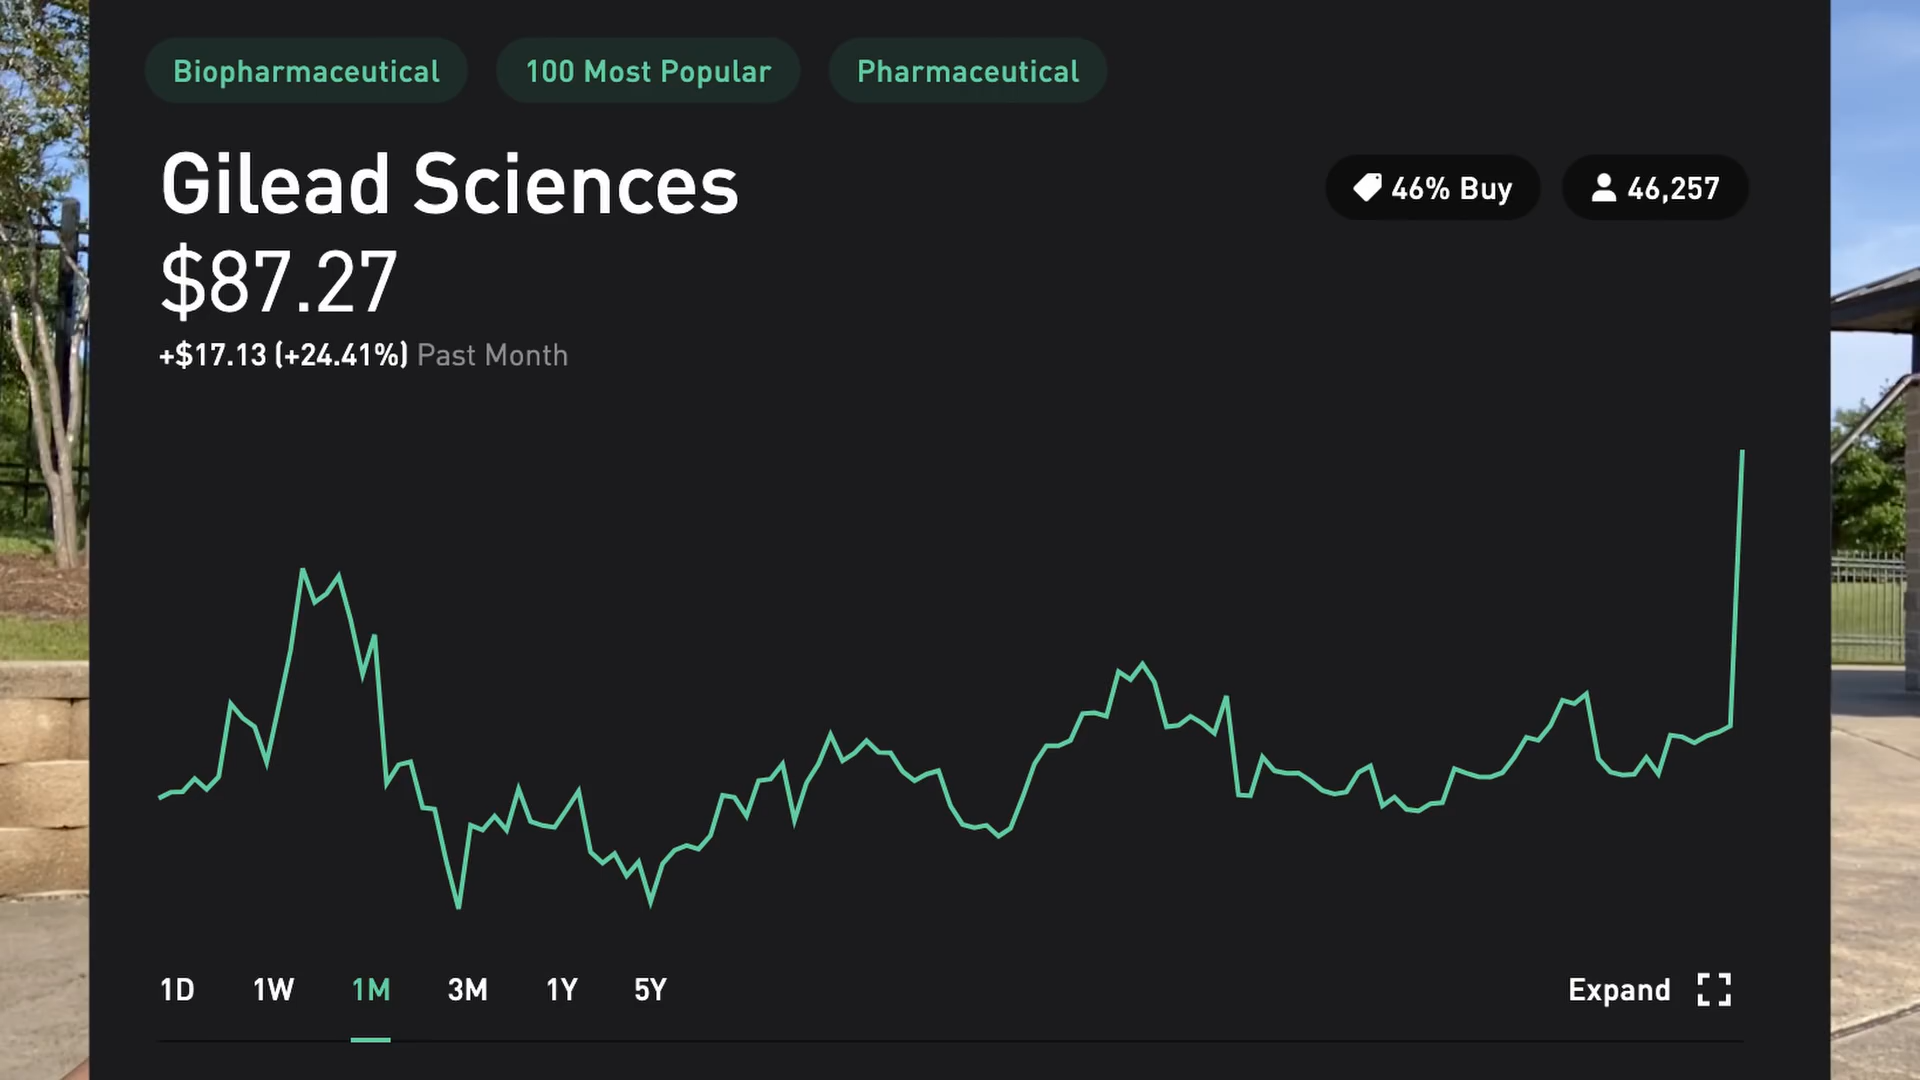 Biopharmaceutical 100 Most Popular Pharmaceutical
Gilead Sciences
46% Buy 46,257
$87.27
+$17.13 (+24.41%) Past Month
1D 1W 1M 3M 1Y 5Y Expand